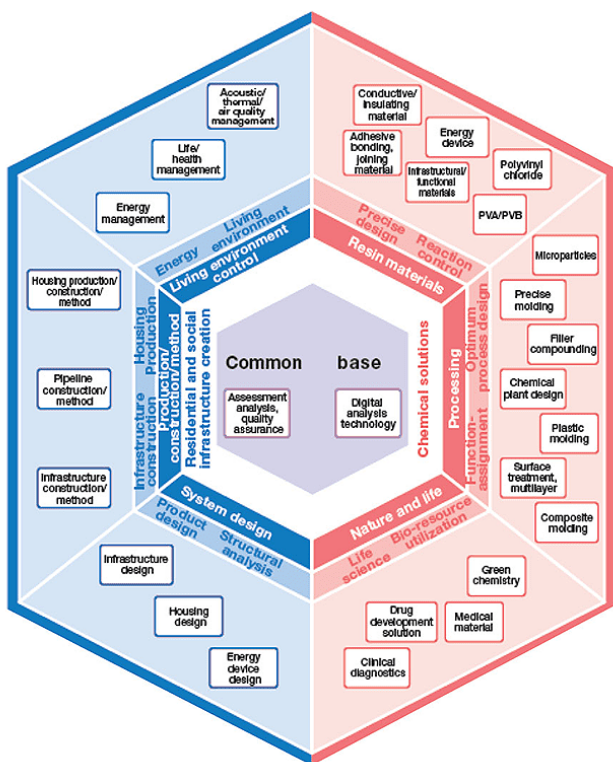 Acoustic/
thermal/
air quality
management
Life/
health
management
Energy
management
Conductive/
insulating
material
Energy
device
Adhesive
bonding,
joining
material
Infrastructural/
functional
materials
Polyvinyl
chloride
PVA/PVB
Energy
Living environment
Living environment
control
Precise
design
Reaction
control
Resin materials
Housing production/
construction/
method
Pipeline
construction/
method
Infrastructure
construction/
method
Housing
Production
Infrastructure
construction
Production/
construction/method
Residential and social
infrastructure creation
Common base
Assessment
analysis,
quality
assurance
Digital
analysis
technology
Chemical solutions
Processing
Optimum
process design
Function-
assignment
Microparticles
Precise
molding
Filler
compounding
Chemical
plant design
Plastic
molding
Surface
treatment,
multilayer
Composite
molding
System design
Product
design
Structural
analysis
Nature and life
Life
science
Bio-resource
utilization
Infrastructure
design
Housing
design
Energy
device
design
Green
chemistry
Drug
development
solution
Medical
material
Clinical
diagnostics